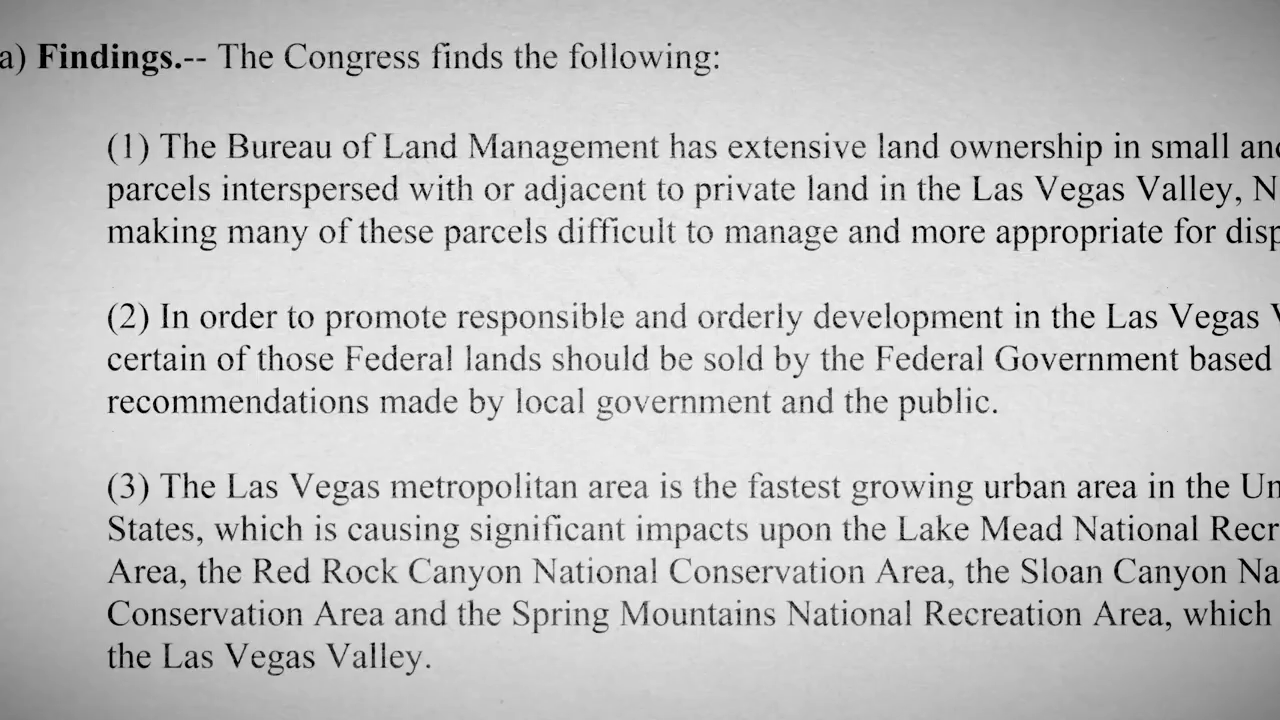 a) Findings.-- The Congress finds the following:
(1) The Bureau of Land Management has extensive land ownership in small and
parcels interspersed with or adjacent to private land in the Las Vegas Valley, N
making many of these parcels difficult to manage and more appropriate for disp
(2) In order to promote responsible and orderly development in the Las Vegas V
certain of those Federal lands should be sold by the Federal Government based
recommendations made by local government and the public.
(3) The Las Vegas metropolitan area is the fastest growing urban area in the Un
States, which is causing significant impacts upon the Lake Mead National Recr
Area, the Red Rock Canyon National Conservation Area, the Sloan Canyon Na
Conservation Area and the Spring Mountains National Recreation Area, which
the Las Vegas Valley.